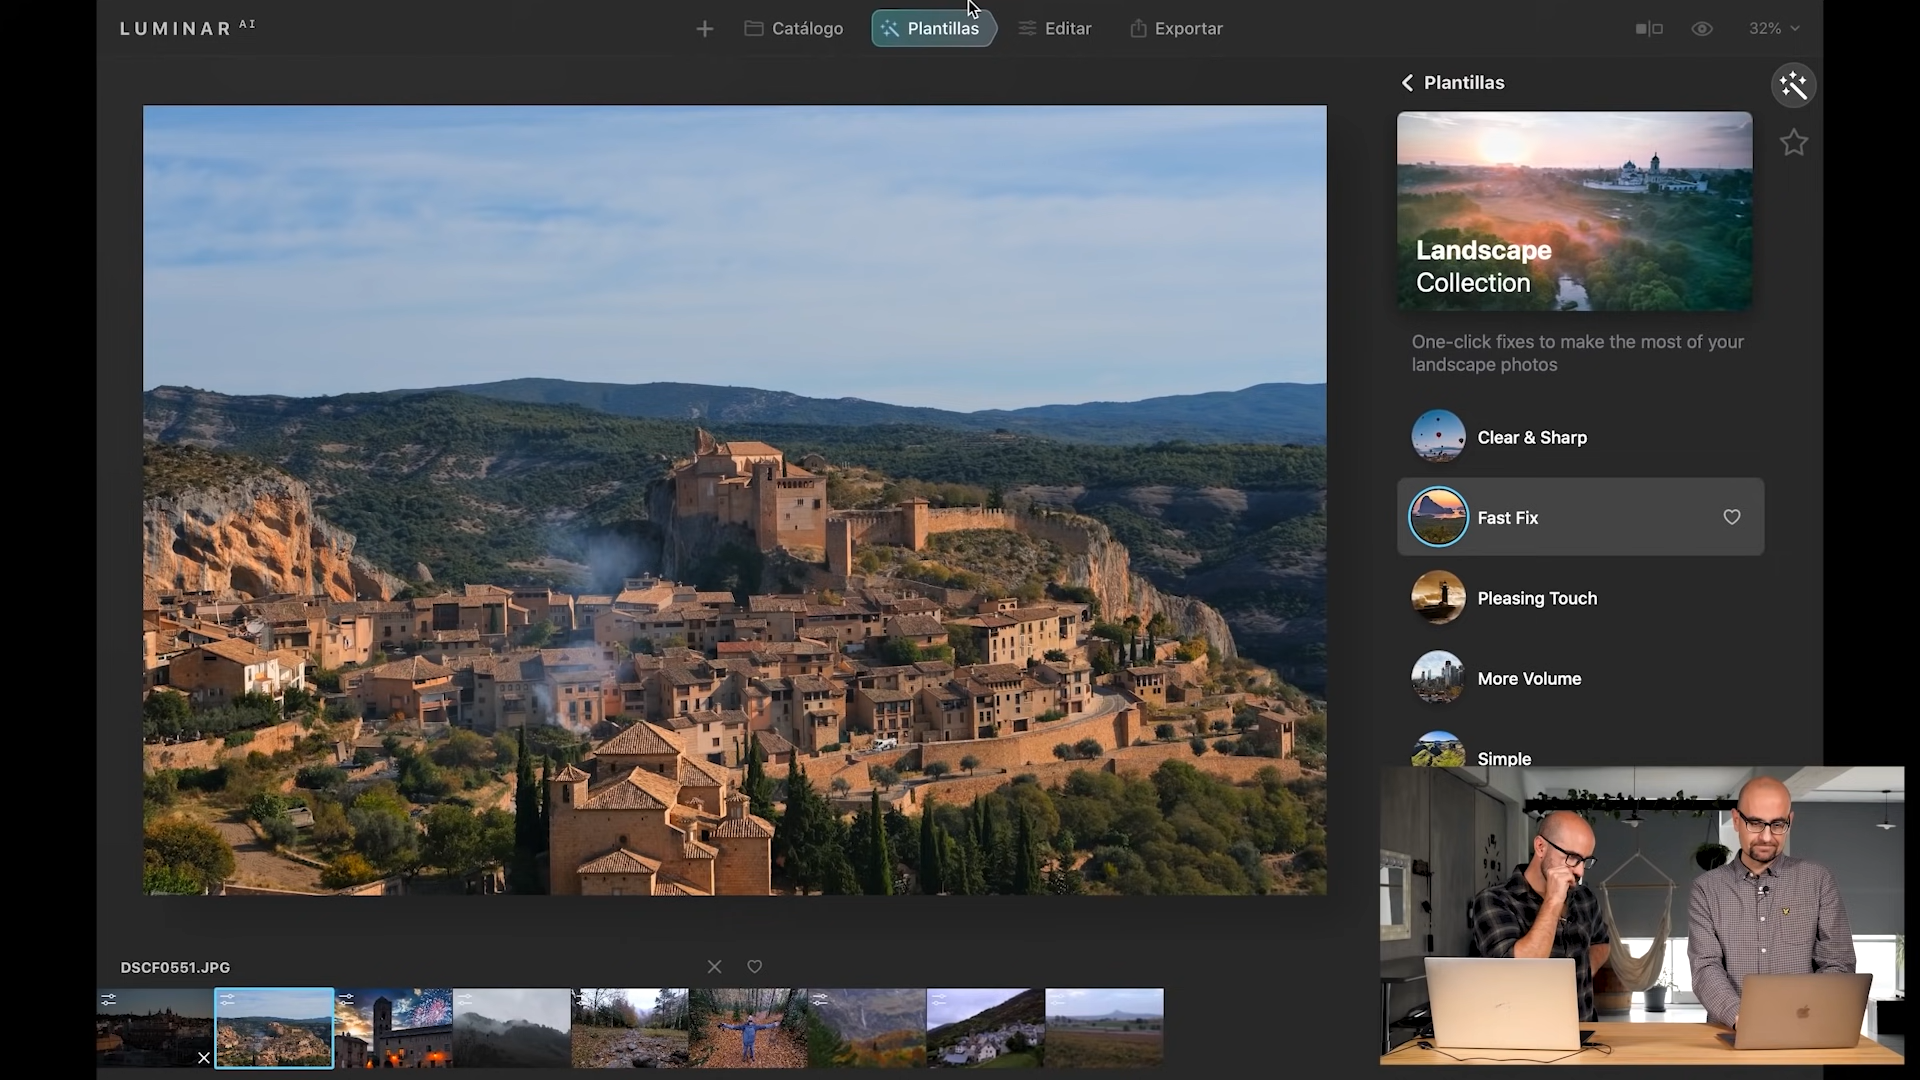 LUMINAR AI
Catálogo
Plantillas
Editar
Exportar
32%
Plantillas
Landscape
Collection
One-click fixes to make the most of your
landscape photos
Clear & Sharp
Fast Fix
Pleasing Touch
More Volume
Simple
DSCF0551.JPG